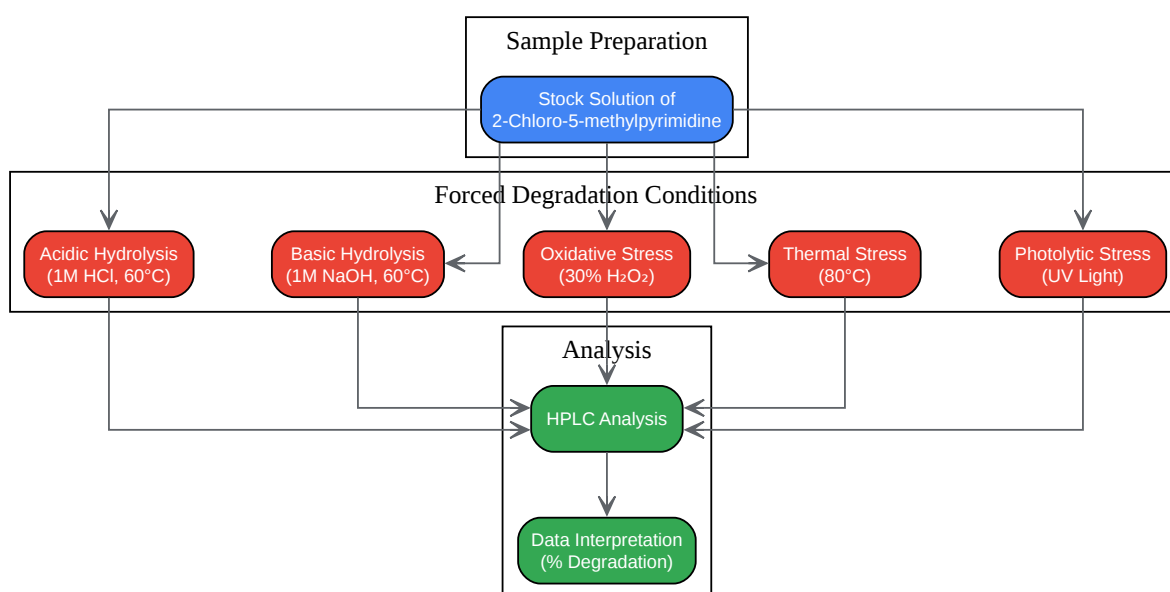 Sample Preparation
Stock Solution of
2-Chloro-5-methylpyrimidine
Forced Degradation Conditions
Acidic Hydrolysis
(1M HCl, 60°C)
Basic Hydrolysis
(1M NaOH, 60°C)
Oxidative Stress
(30% H₂O₂)
Thermal Stress
(80°C)
Photolytic Stress
(UV Light)
Analysis
HPLC Analysis
Data Interpretation
(% Degradation)